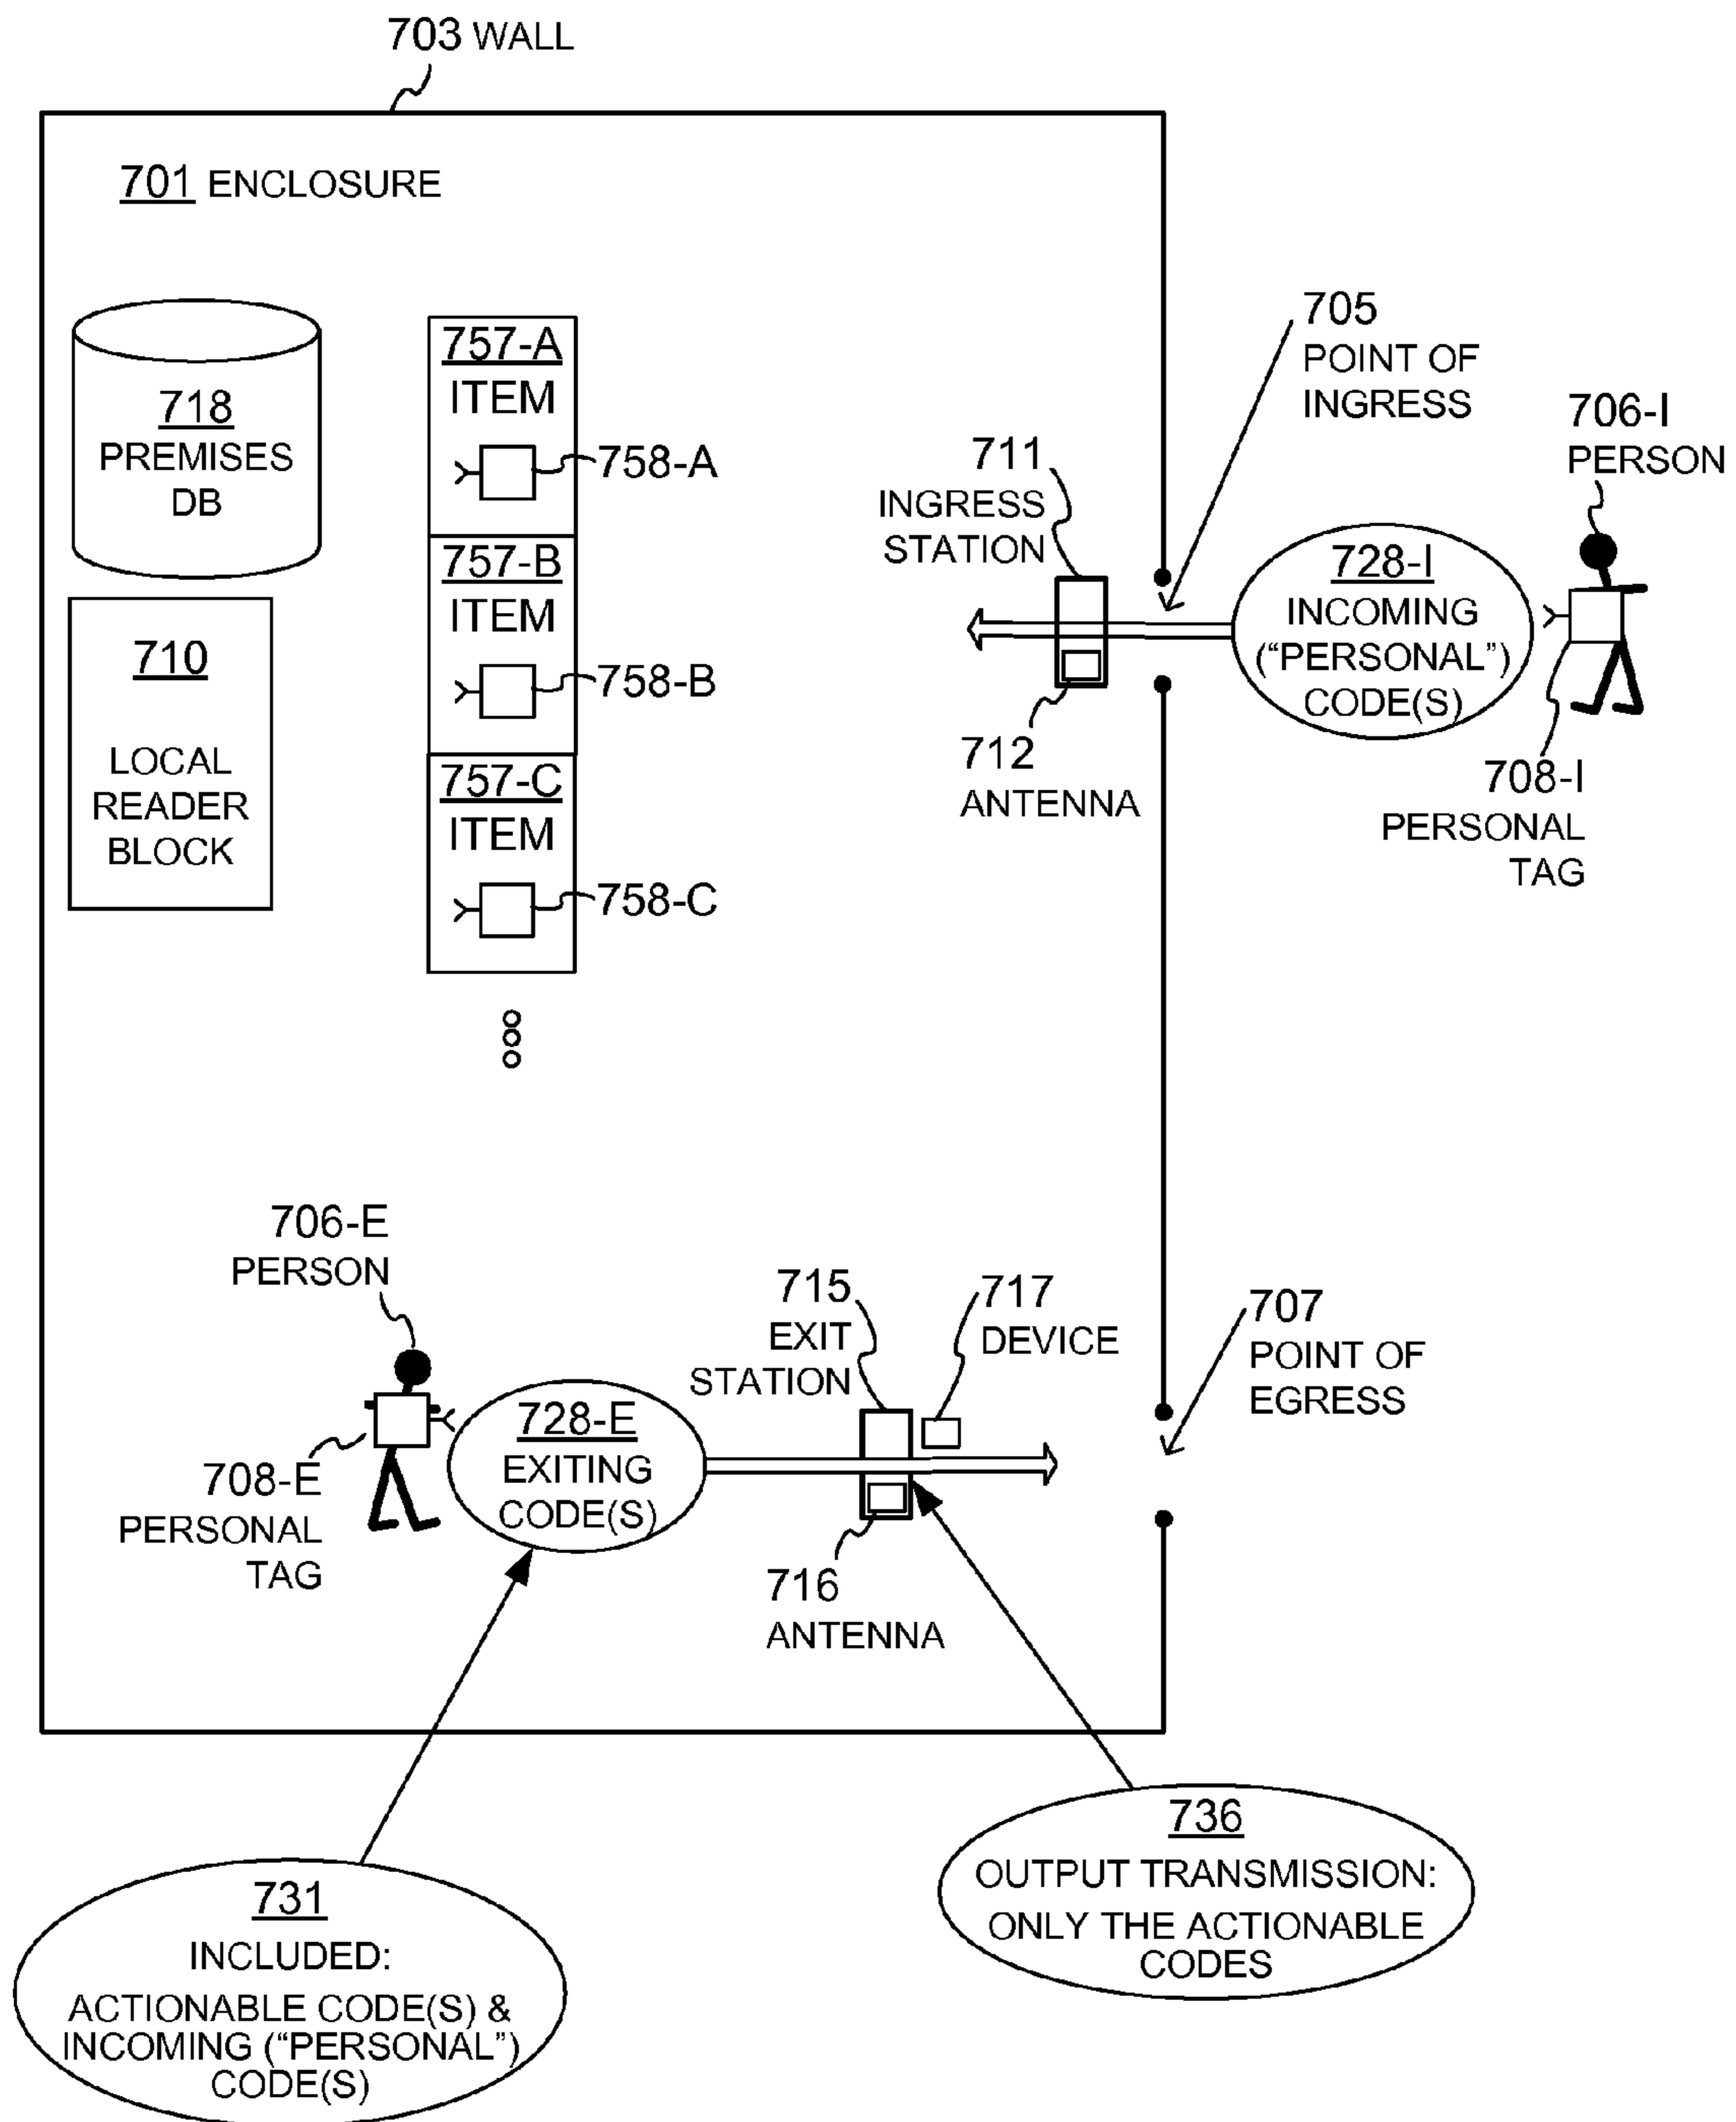 703 WALL
701 ENCLOSURE
718
PREMISES
DB
710
LOCAL
READER
BLOCK
757-A
ITEM
758-A
757-B
ITEM
758-B
757-C
ITEM
758-C
711
INGRESS
STATION
712
ANTENNA
705
POINT OF
INGRESS
728-I
INCOMING
(“PERSONAL”)
CODE(S)
706-I
PERSON
708-I
PERSONAL
TAG
706-E
PERSON
708-E
PERSONAL
TAG
728-E
EXITING
CODE(S)
715
EXIT
STATION
717
DEVICE
716
ANTENNA
707
POINT OF
EGRESS
731
INCLUDED:
ACTIONABLE CODE(S) &
INCOMING (“PERSONAL”)
CODE(S)
736
OUTPUT TRANSMISSION:
ONLY THE ACTIONABLE
CODES